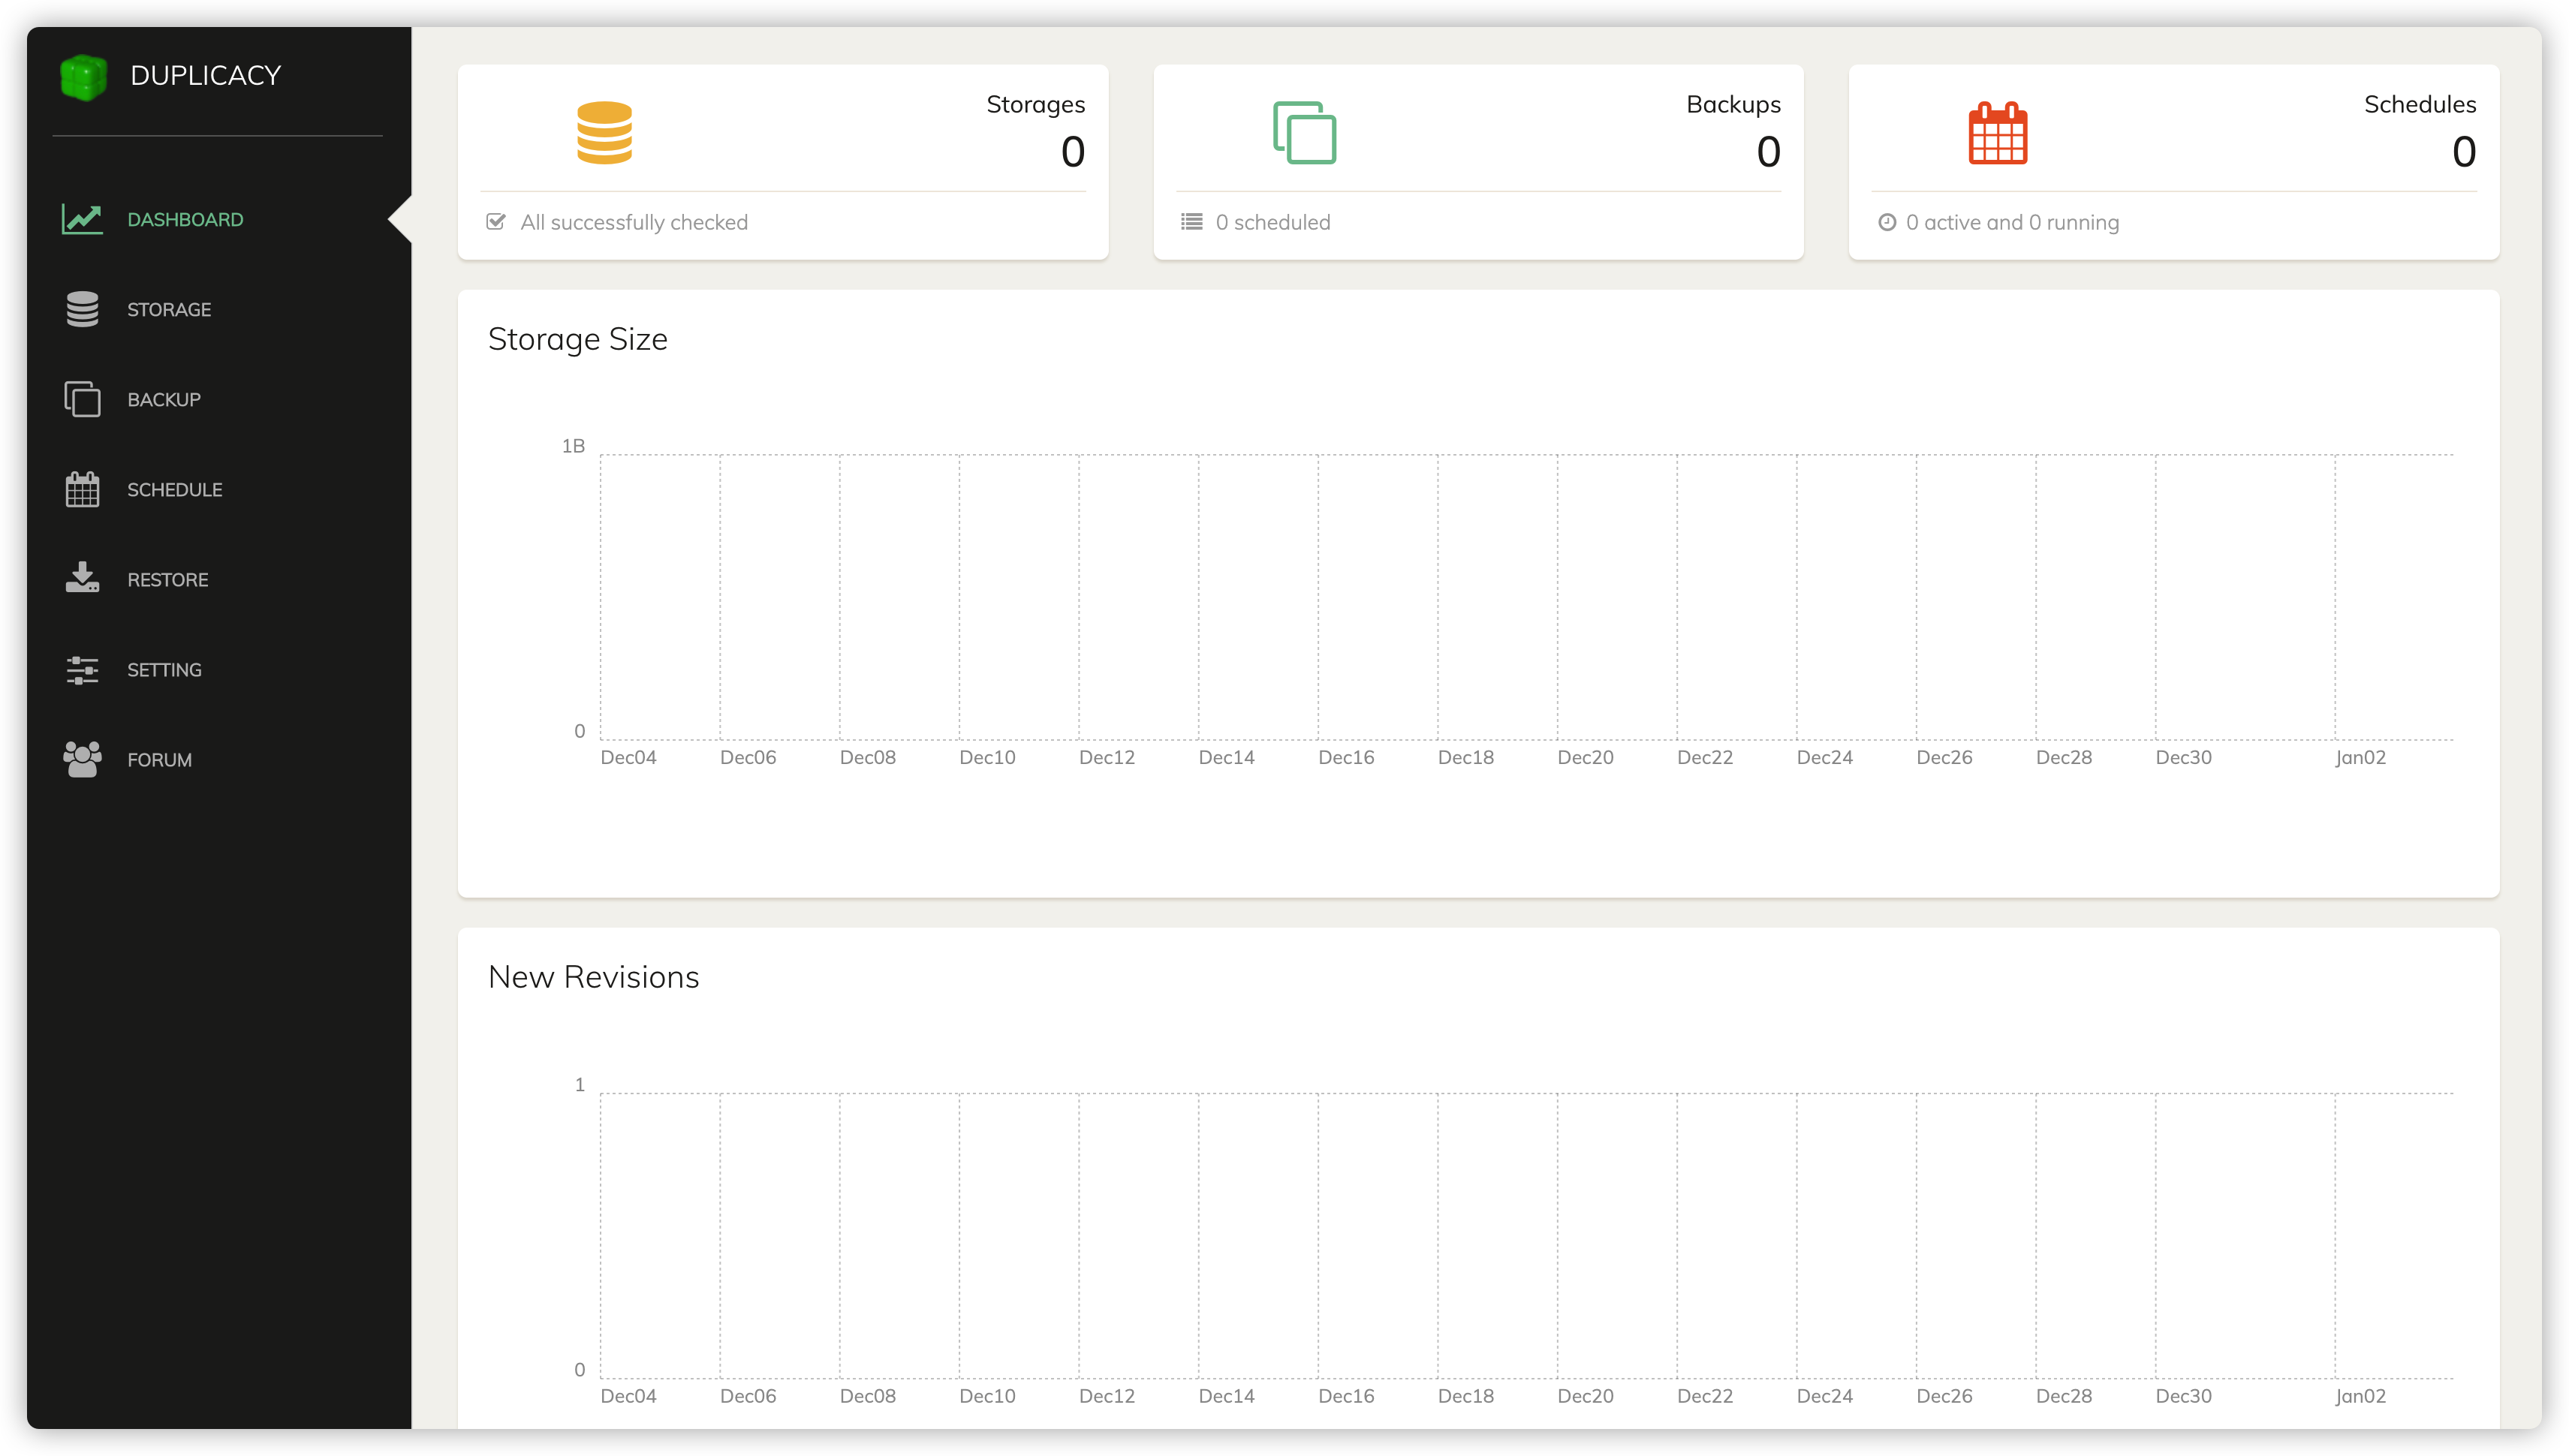 DUPLICACY
DASHBOARD
STORAGE
BACKUP
SCHEDULE
RESTORE
SETTING
FORUM
Storages
0
All successfully checked
Backups
0
0 scheduled
Schedules
0
0 active and 0 running
Storage Size
1B
0
Dec04 Dec06 Dec08 Dec10 Dec12 Dec14 Dec16 Dec18 Dec20 Dec22 Dec24 Dec26 Dec28 Dec30 Jan02
New Revisions
1
0
Dec04 Dec06 Dec08 Dec10 Dec12 Dec14 Dec16 Dec18 Dec20 Dec22 Dec24 Dec26 Dec28 Dec30 Jan02